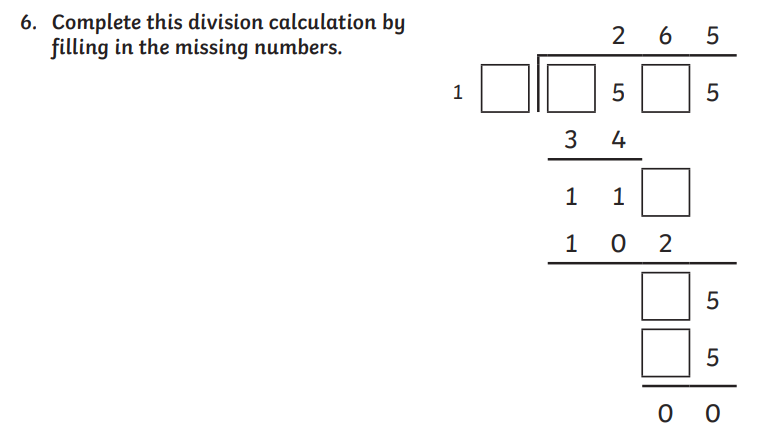 6. Complete this division calculation by
filling in the missing numbers.
2 6 5
1 5 5
3 4
1 1
1 0 2
5
5
0 0